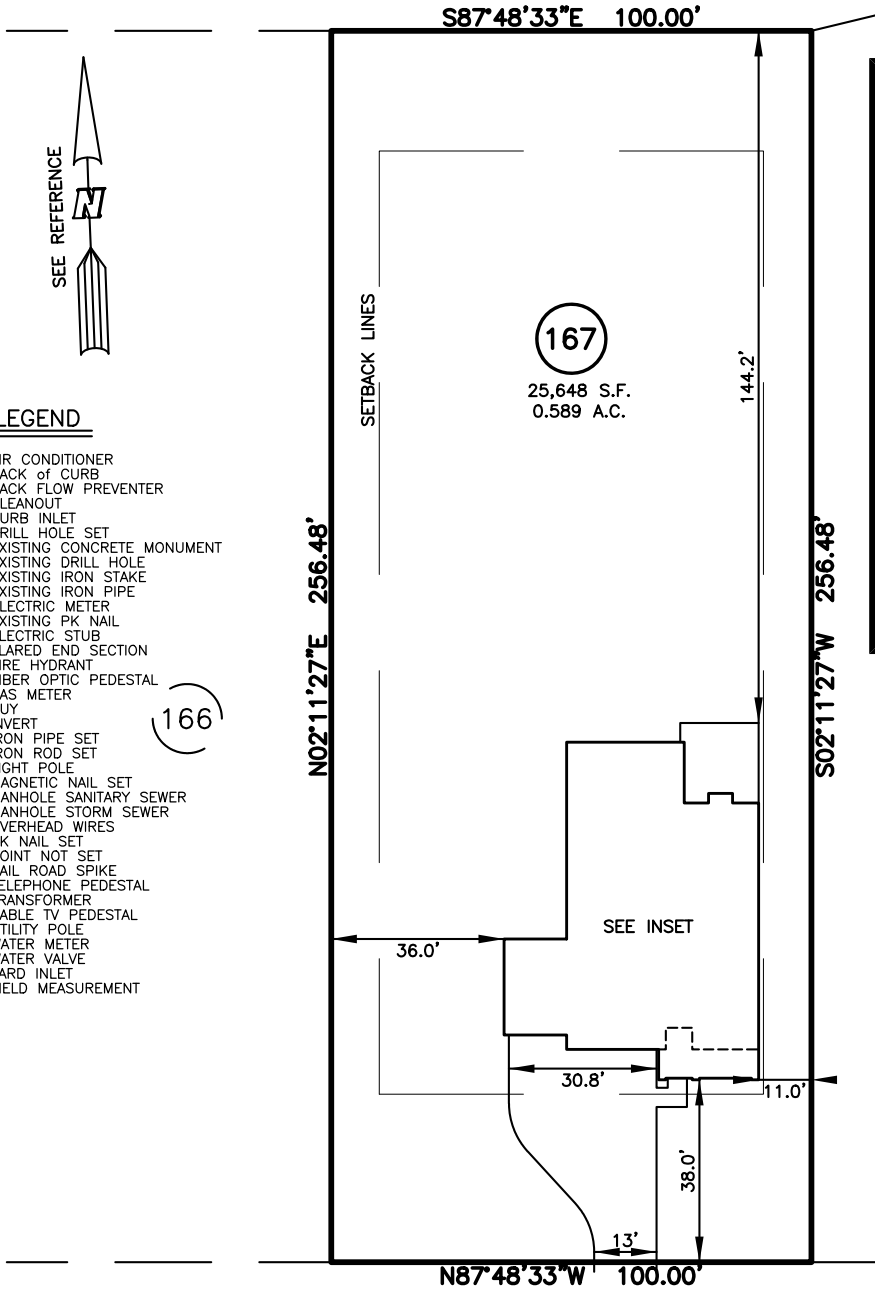 S87°48'33"E 100.00'
SEE REFERENCE
N
SETBACK LINES
167
25,648 S.F.
0.589 A.C.
144.2'
LEGEND
IR CONDITIONER
ACK of CURB
ACK FLOW PREVENTER
LEANOUT
URB INLET
RILL HOLE SET
XISTING CONCRETE MONUMENT
XISTING DRILL HOLE
XISTING IRON STAKE
XISTING IRON PIPE
LECTRIC METER
XISTING PK NAIL
LECTRIC STUB
LARED END SECTION
IRE HYDRANT
IBER OPTIC PEDESTAL
AS METER
UY
NVERT
RON PIPE SET
RON ROD SET
IGHT POLE
AGNETIC NAIL SET
ANHOLE SANITARY SEWER
ANHOLE STORM SEWER
VERHEAD WIRES
K NAIL SET
OINT NOT SET
AIL ROAD SPIKE
ELEPHONE PEDESTAL
RANSFORMER
ABLE TV PEDESTAL
TILITY POLE
ATER METER
ATER VALVE
ARD INLET
IELD MEASUREMENT
166
N02°11'27"E 256.48'
S02°11'27"W 256.48'
SEE INSET
36.0'
30.8'
11.0'
38.0'
13'
N87°48'33"W 100.00'